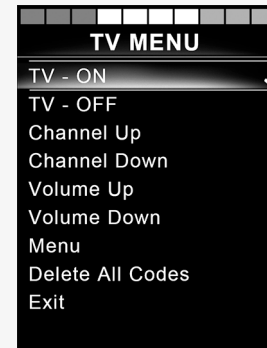 TV MENU
TV - ON
TV - OFF
Channel Up
Channel Down
Volume Up
Volume Down
Menu
Delete All Codes
Exit